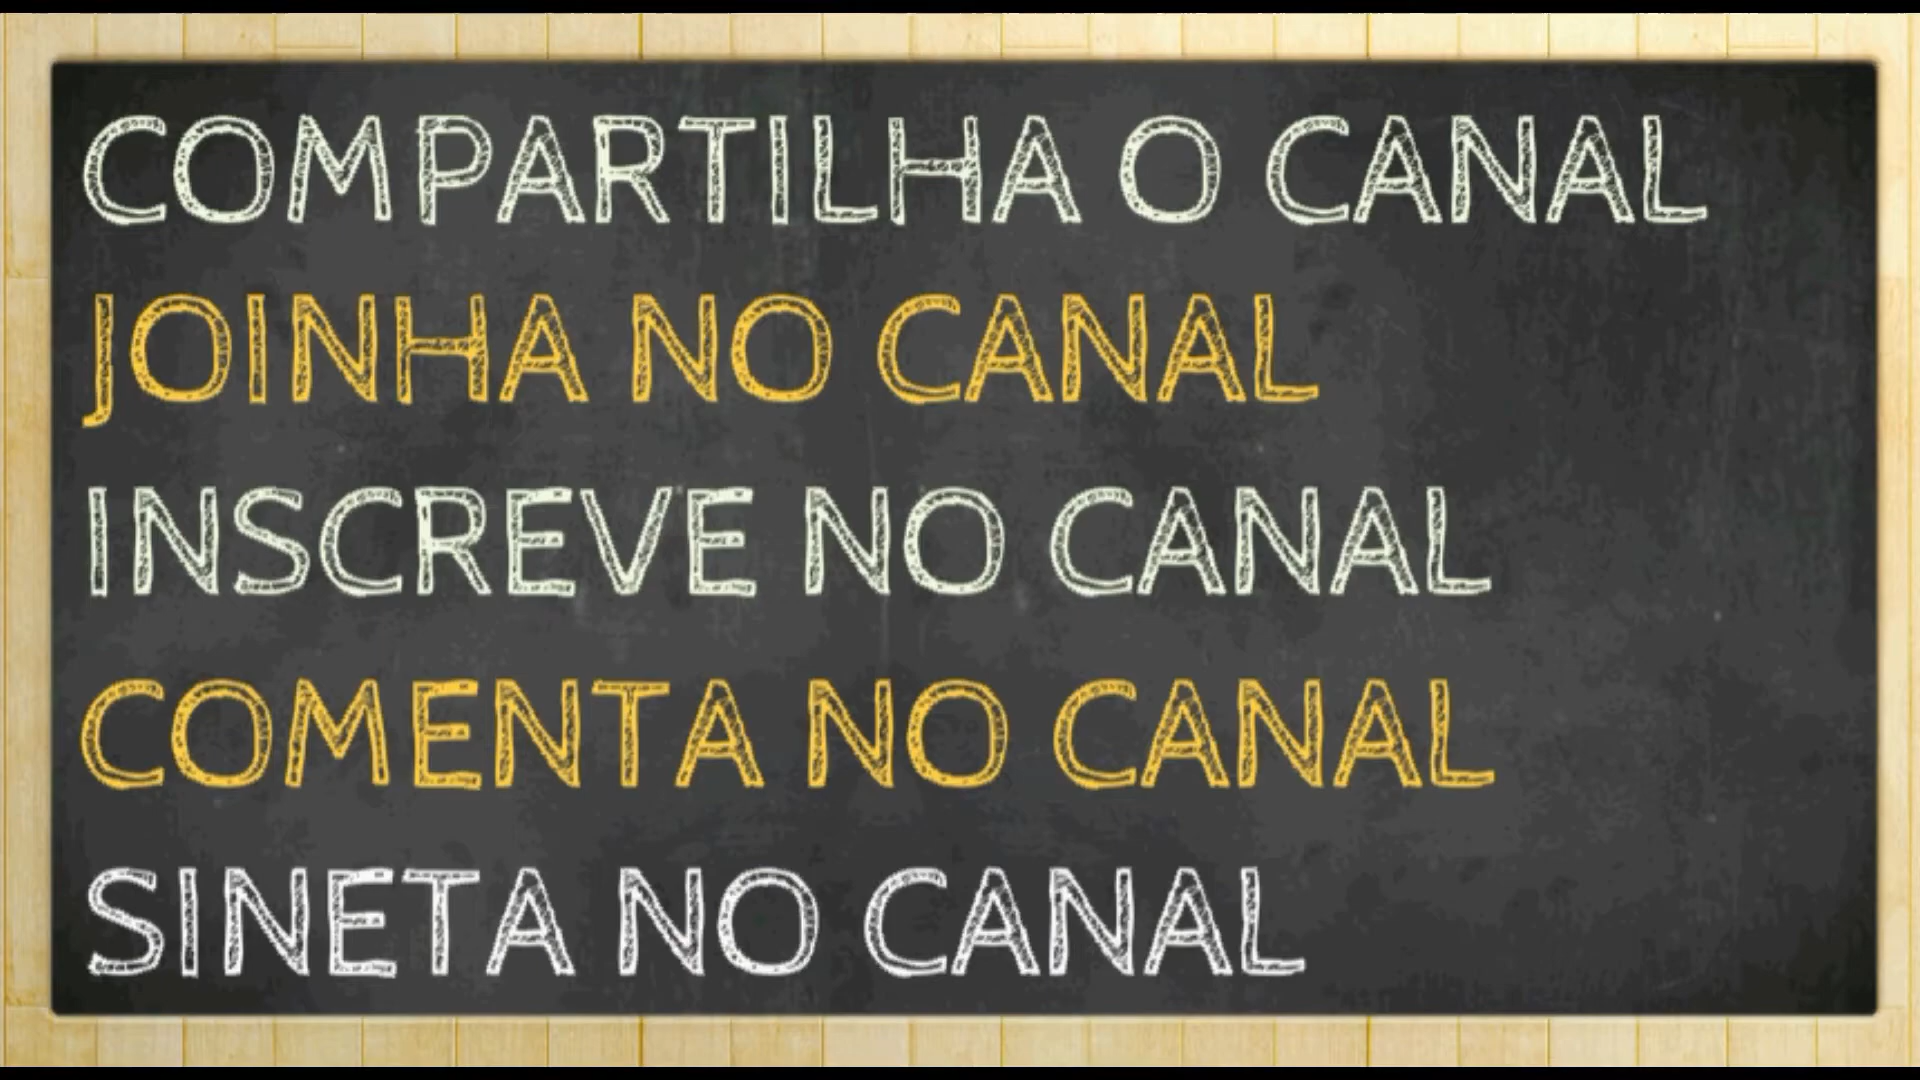 COMPARTILHA O CANAL
JOINHA NO CANAL
INSCREVE NO CANAL
COMENTA NO CANAL
SINETA NO CANAL